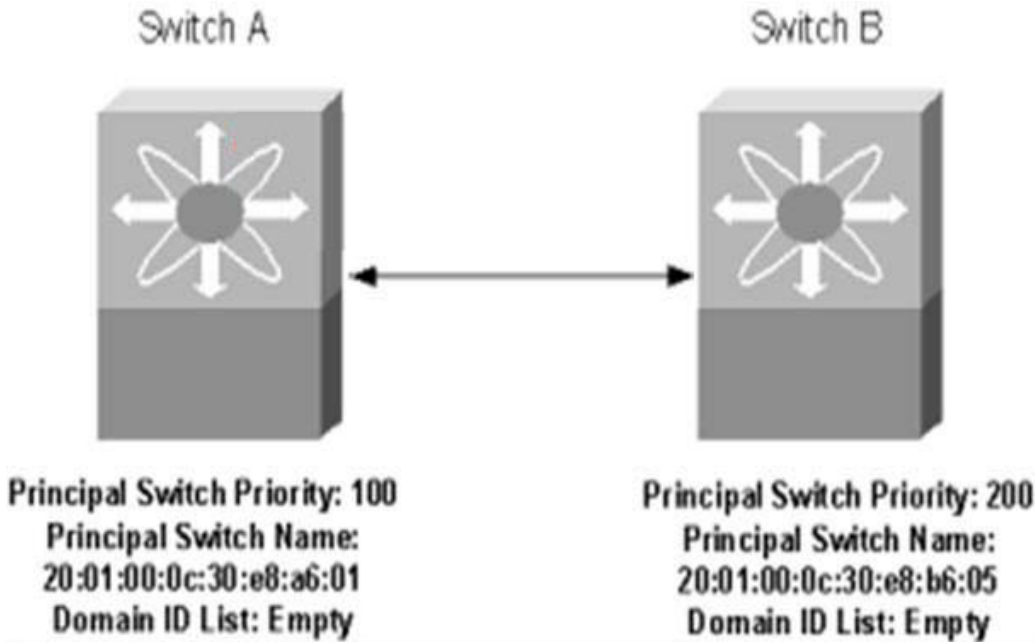 Switch A
Switch B
Principal Switch Priority: 100
Principal Switch Name:
20:01:00:0c:30:e8:a6:01
Domain ID List: Empty
Principal Switch Priority: 200
Principal Switch Name:
20:01:00:0c:30:e8:b6:05
Domain ID List: Empty